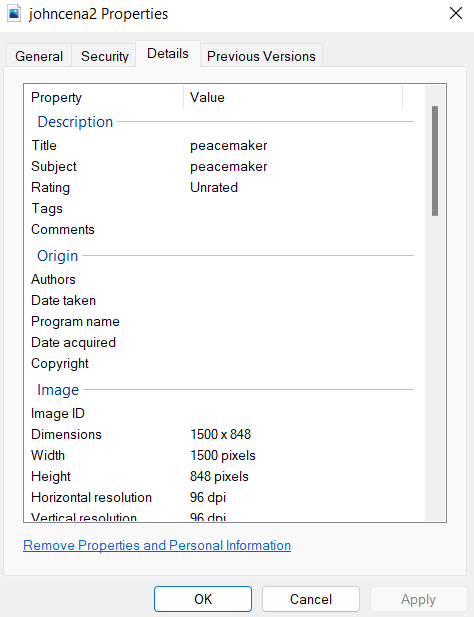 johncena2 Properties
General Security Details Previous Versions
Property Value
Description
Title peacemaker
Subject peacemaker
Rating Unrated
Tags
Comments
Origin
Authors
Date taken
Program name
Date acquired
Copyright
Image
Image ID
Dimensions 1500 x 848
Width 1500 pixels
Height 848 pixels
Horizontal resolution 96 dpi
Vertical resolution 96 dpi
Remove Properties and Personal Information
OK Cancel Apply